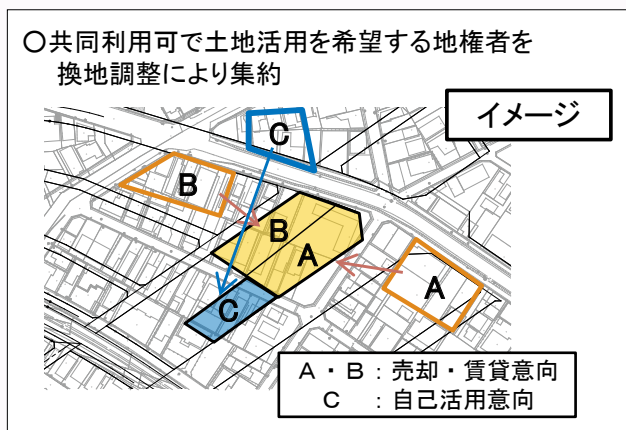 〇共同利用可で土地活用を希望する地権者を
換地調整により集約
イメージ
C
B
B
A
A
C
A・B：売却・賃貸意向
C　：自己活用意向